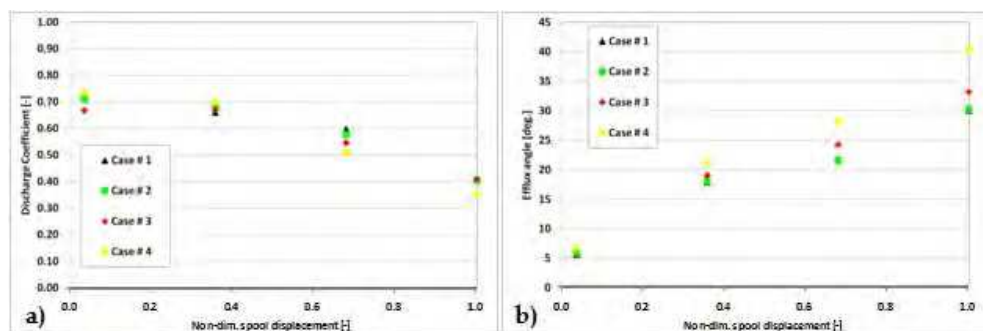 1.00
0.90
0.80
0.70
0.60
0.50
0.40
0.30
0.20
0.10
0.00
Discharge Coefficient [-]
Case # 1
Case # 2
Case # 3
Case # 4
0.0
0.2
0.4
0.6
0.8
1.0
Non-dim. spool displacement [-]
a)
45
40
35
30
25
20
15
10
5
0
Efflux angle [deg.]
Case # 1
Case # 2
Case # 3
Case # 4
0.0
0.2
0.4
0.6
0.8
1.0
Non-dim. spool displacement [-]
b)